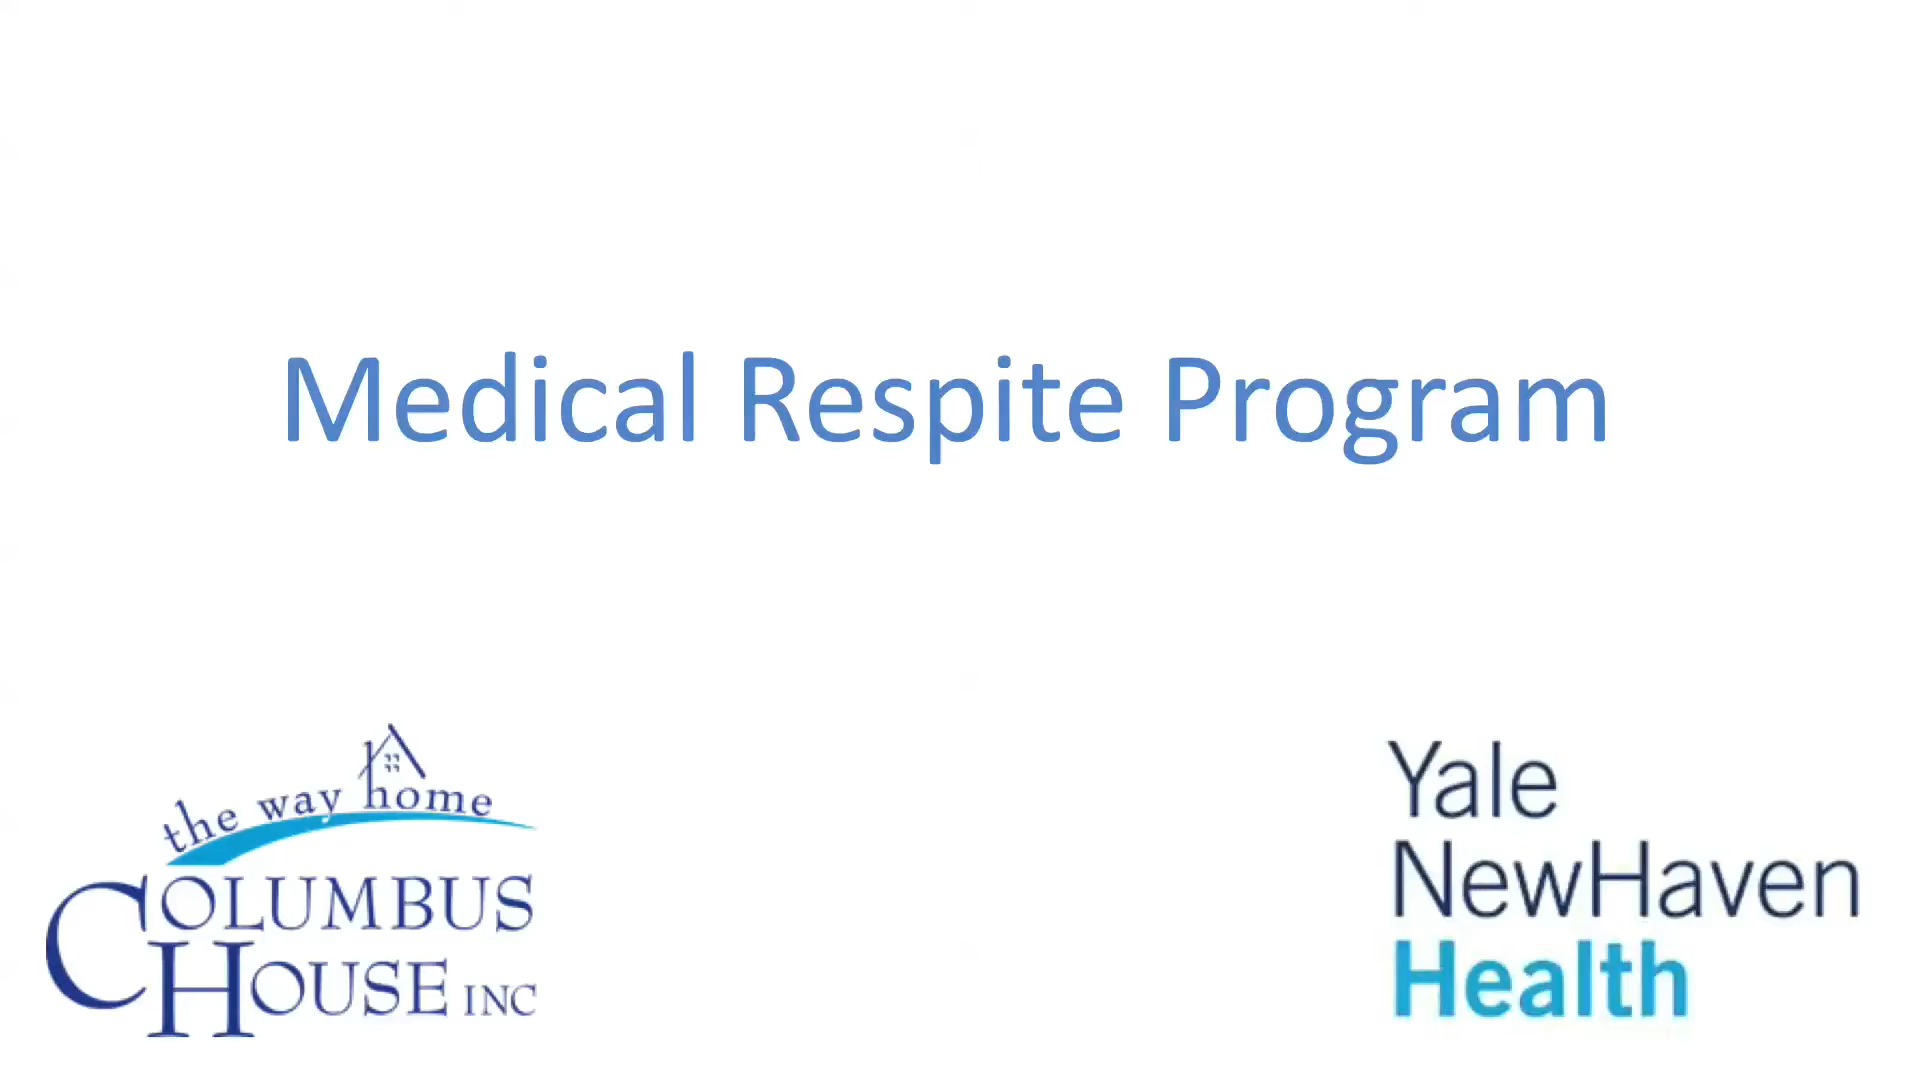 Medical Respite Program
the way home
COLUMBUS
HOUSE INC
Yale
NewHaven
Health